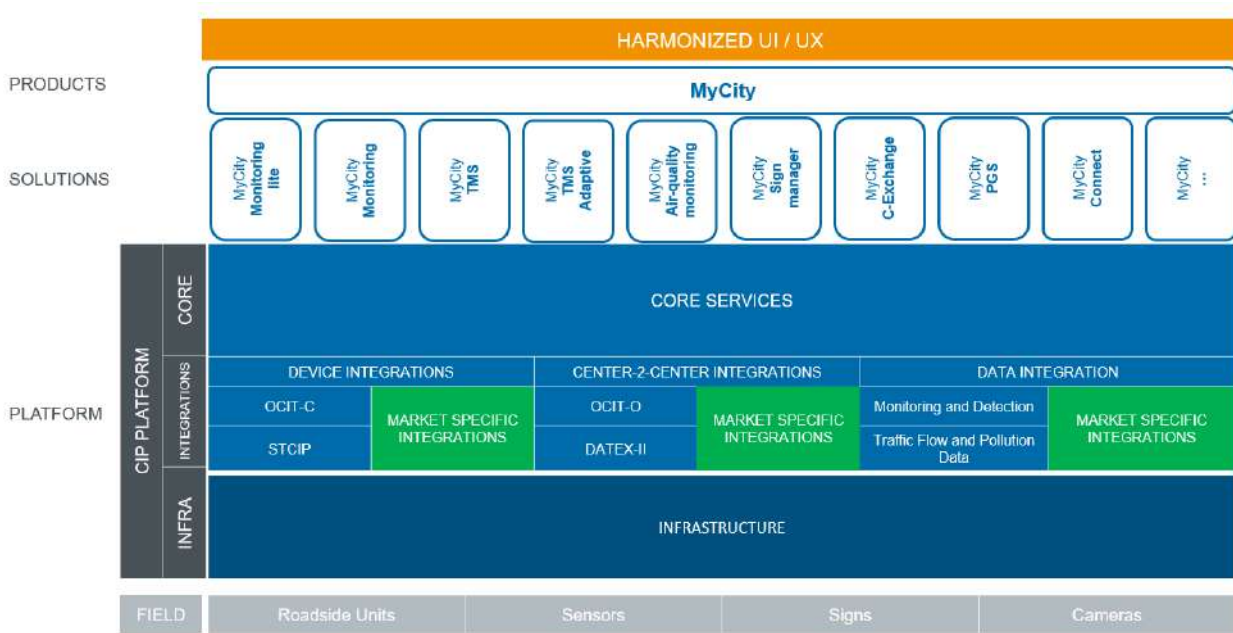 HARMONIZED UI / UX
PRODUCTS
MyCity
SOLUTIONS
MyCity
Monitoring
lite
MyCity
Monitoring
MyCity
TMS
MyCity
TMS
Adaptive
MyCity
Air-quality
monitoring
MyCity
Sign
manager
MyCity
C-Exchange
MyCity
PGS
MyCity
Connect
MyCity
...
PLATFORM
CIP PLATFORM
CORE
CORE SERVICES
INTEGRATIONS
DEVICE INTEGRATIONS
CENTER-2-CENTER INTEGRATIONS
DATA INTEGRATION
OCIT-C
STCIP
MARKET SPECIFIC
INTEGRATIONS
OCIT-O
DATEX-II
MARKET SPECIFIC
INTEGRATIONS
Monitoring and Detection
Traffic Flow and Pollution
Data
MARKET SPECIFIC
INTEGRATIONS
INFRA
INFRASTRUCTURE
FIELD
Roadside Units
Sensors
Signs
Cameras